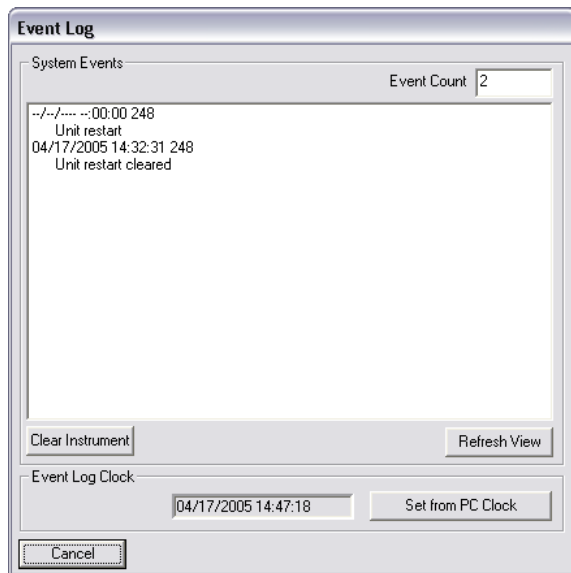 Event Log
System Events
Event Count 2
--/--/---- --:00:00 248
Unit restart
04/17/2005 14:32:31 248
Unit restart cleared
Clear Instrument
Refresh View
Event Log Clock
04/17/2005 14:47:18
Set from PC Clock
Cancel